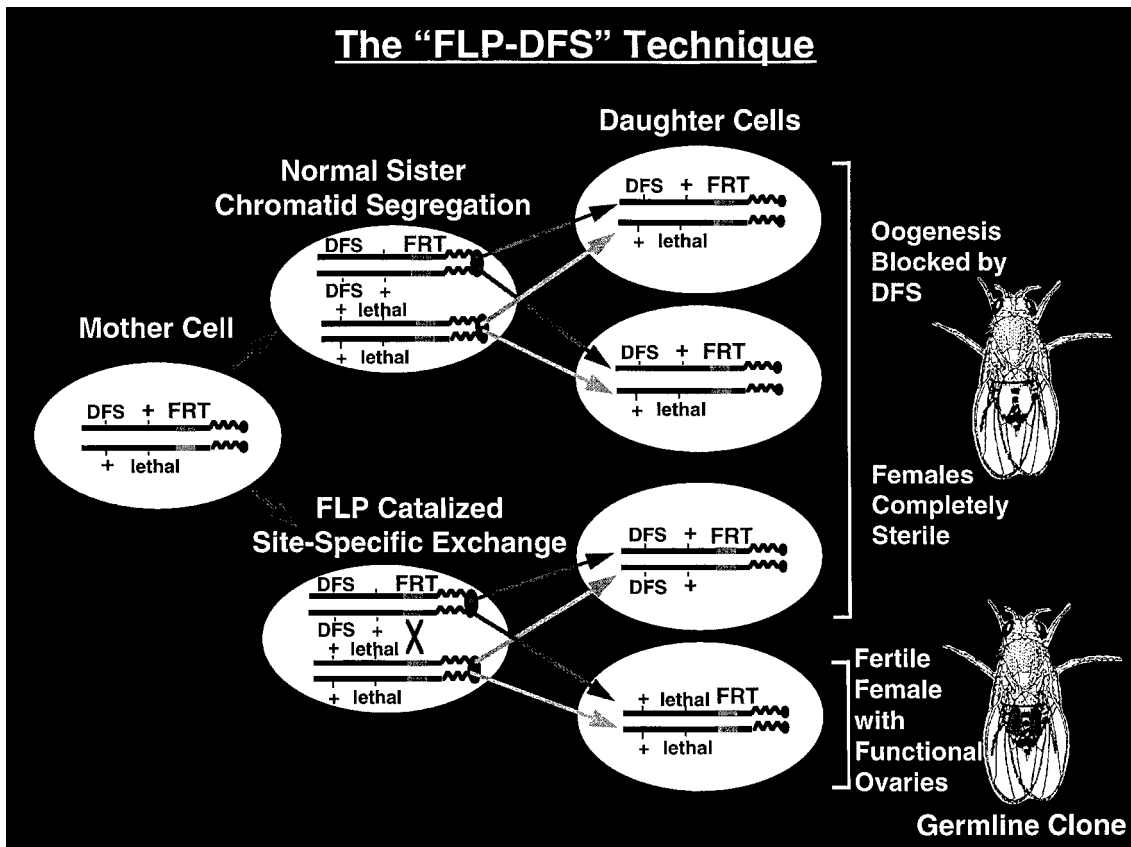 The “FLP-DFS” Technique
Daughter Cells
Normal Sister
Chromatid Segregation
DFS + FRT
+ lethal
DFS FRT
DFS +
+ lethal
+ lethal
Oogenesis
Blocked by
DFS
Mother Cell
DFS + FRT
+ lethal
DFS + FRT
+ lethal
Females
Completely
Sterile
FLP Catalized
Site-Specific Exchange
DFS + FRT
DFS +
DFS FRT
DFS +
+ lethal
+ lethal
+ lethal FRT
+ lethal
Fertile
Female
with
Functional
Ovaries
Germline Clone